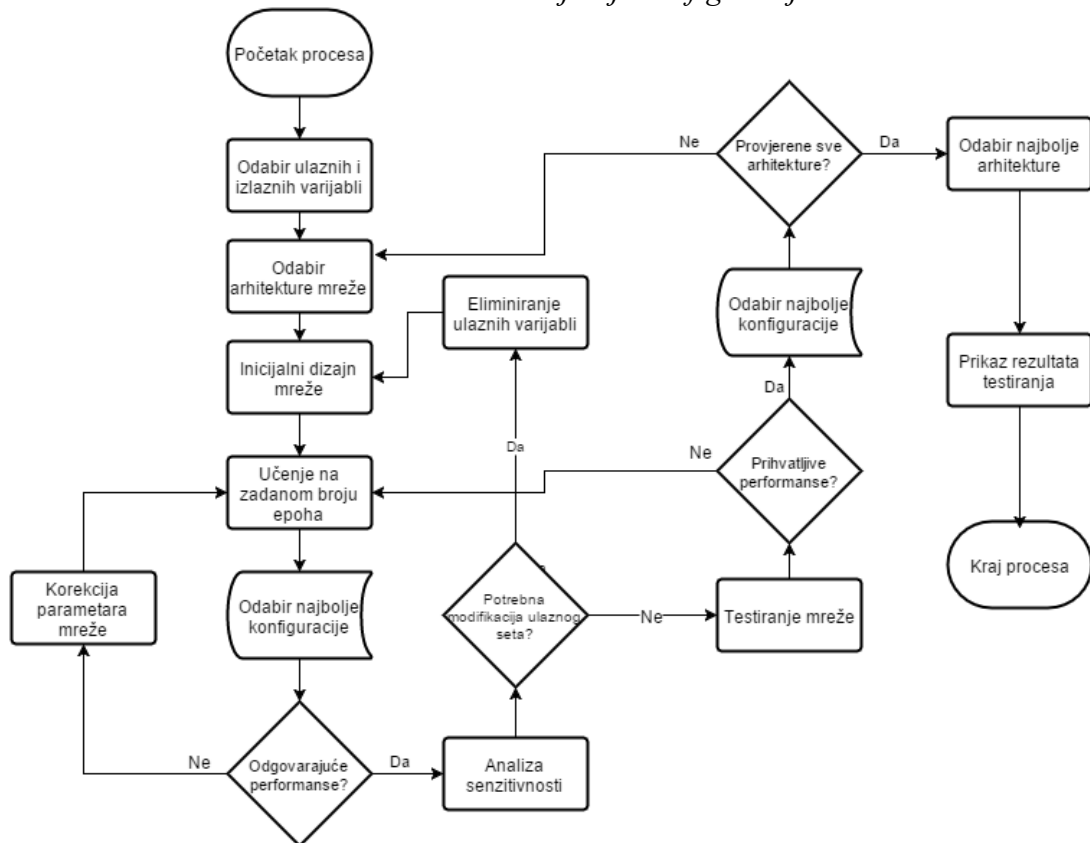 Početak procesa
Odabir ulaznih i
izlaznih varijabli
Odabir
arhitekture mreže
Inicijalni dizajn
mreže
Učenje na
zadanom broju
epoha
Korekcija
parametara
mreže
Odabir najbolje
konfiguracije
Ne
Odgovarajuće
performanse?
Da
Analiza
senzitivnosti
Potrebna
modifikacija ulaznog
seta?
Da
Eliminiranje
ulaznih varijabli
Ne
Testiranje mreže
Prihvatljive
performanse?
Ne
Da
Odabir najbolje
konfiguracije
Provjerene sve
arhitekture?
Ne
Da
Odabir najbolje
arhitekture
Prikaz rezultata
testiranja
Kraj procesa